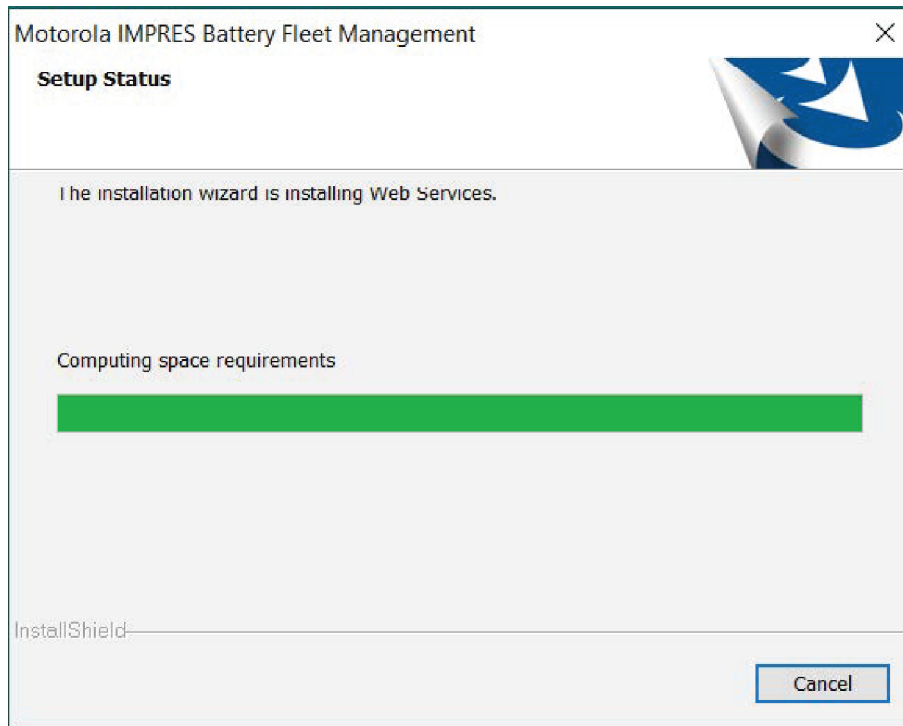 Motorola IMPRES Battery Fleet Management
Setup Status
The installation wizard is installing Web Services.
Computing space requirements
InstallShield
Cancel